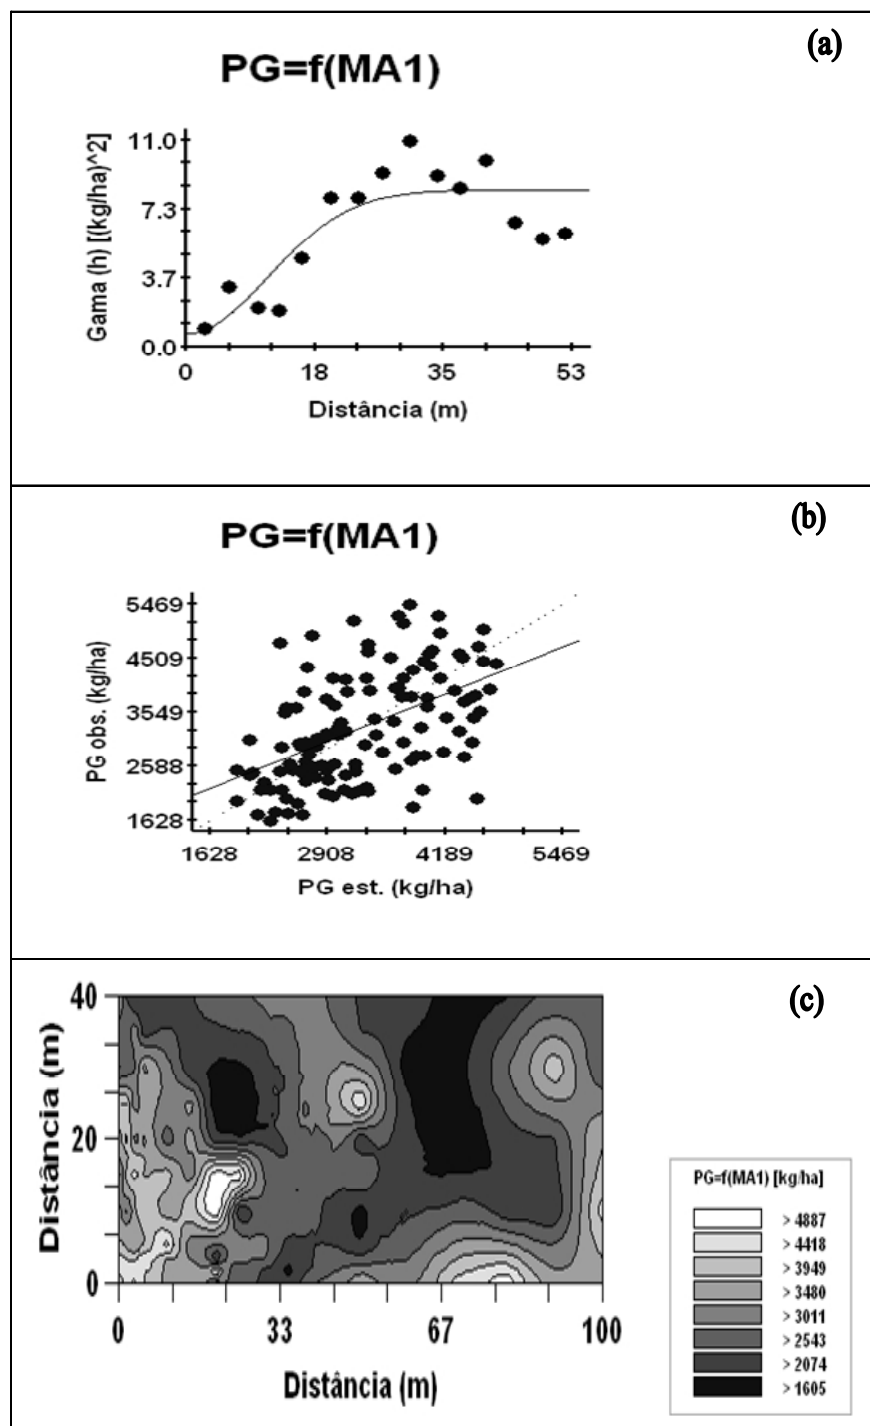 (a)
PG=f(MA1)
Gama (h) [(kg/ha)^2]
11.0
7.3
3.7
0.0
0 18 35 53
Distância (m)
(b)
PG=f(MA1)
PG obs. (kg/ha)
5469
4509
3549
2588
1628
1628 2908 4189 5469
PG est. (kg/ha)
(c)
Distância (m)
40
20
0
0 33 67 100
Distância (m)
PG=f(MA1) [kg/ha]
> 4887
> 4418
> 3949
> 3480
> 3011
> 2543
> 2074
> 1605